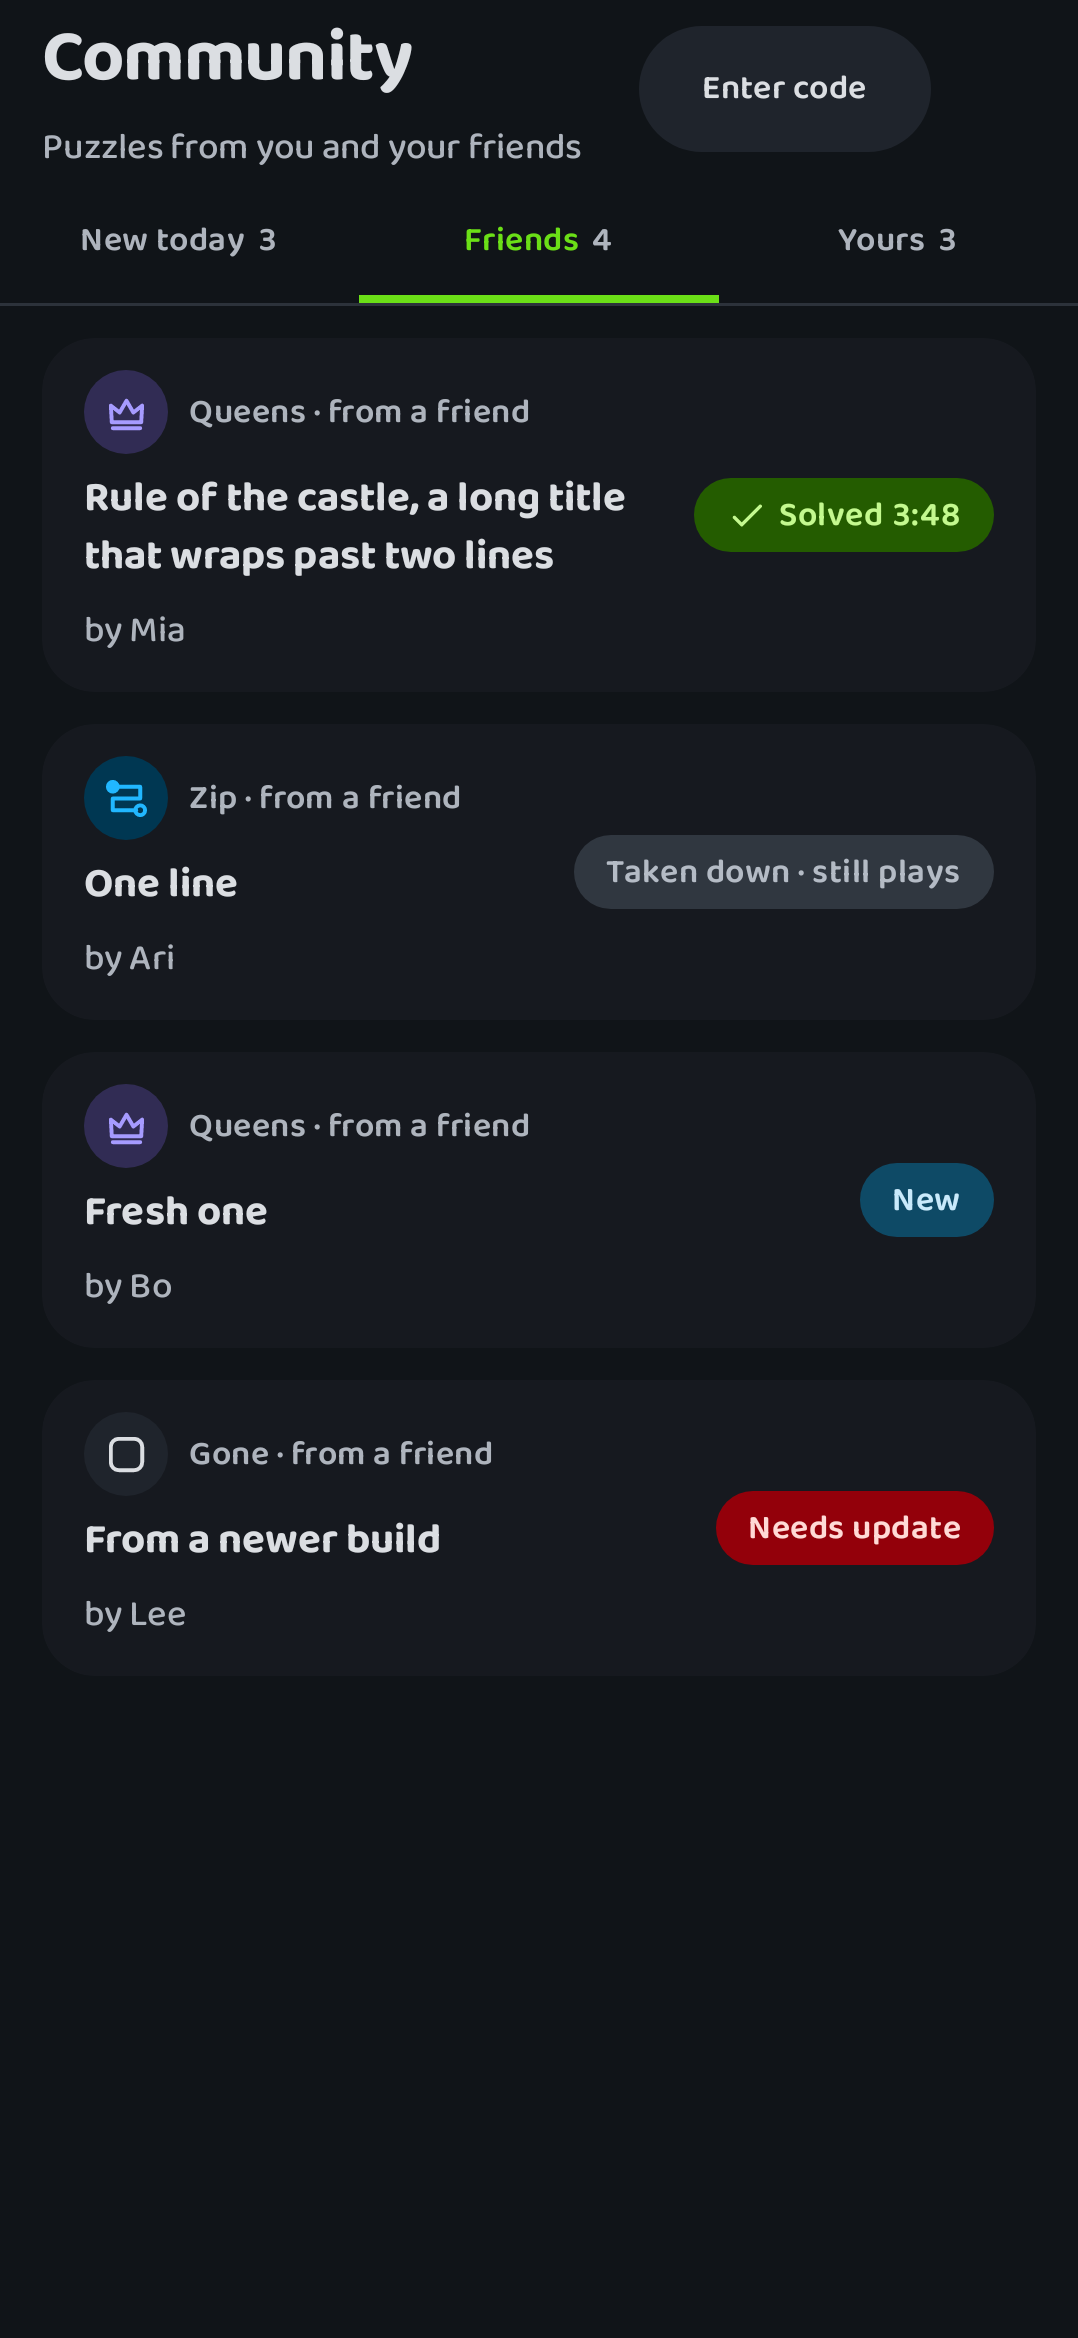 Community
Enter code
Puzzles from you and your friends
New today 3
Friends 4
Yours 3
Queens · from a friend
Rule of the castle, a long title
that wraps past two lines
Solved 3:48
by Mia
Zip · from a friend
One line
Taken down · still plays
by Ari
Queens · from a friend
Fresh one
New
by Bo
Gone · from a friend
From a newer build
Needs update
by Lee